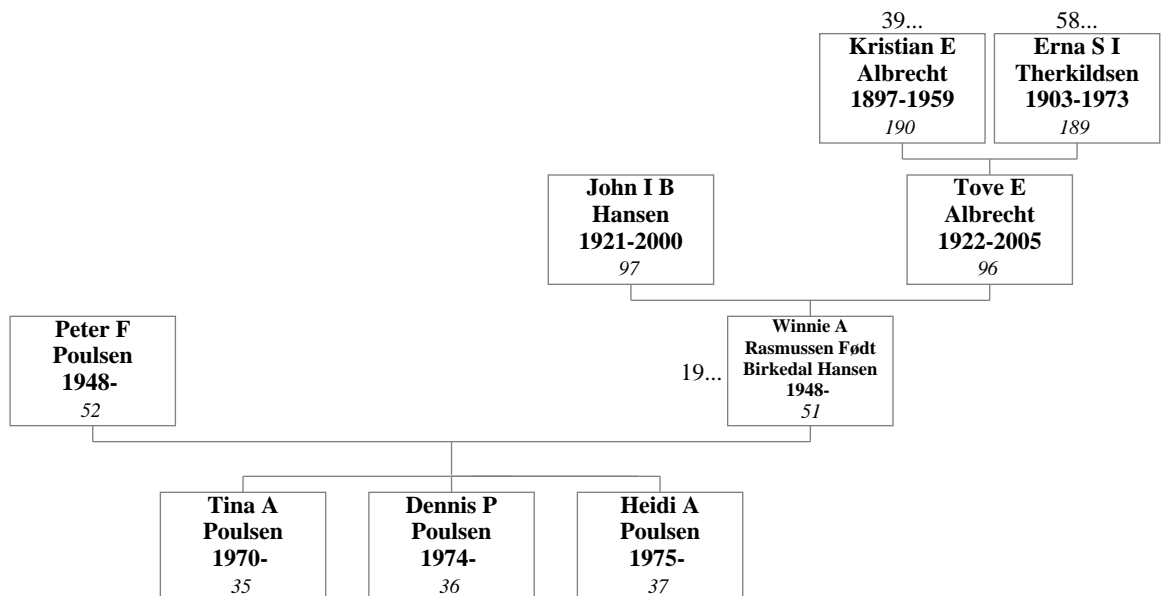 39...
58...
Kristian E
Albrecht
1897-1959
190
Erna S I
Therkildsen
1903-1973
189
John I B
Hansen
1921-2000
97
Tove E
Albrecht
1922-2005
96
Peter F
Poulsen
1948-
52
19...
Winnie A
Rasmussen Født
Birkedal Hansen
1948-
51
Tina A
Poulsen
1970-
35
Dennis P
Poulsen
1974-
36
Heidi A
Poulsen
1975-
37